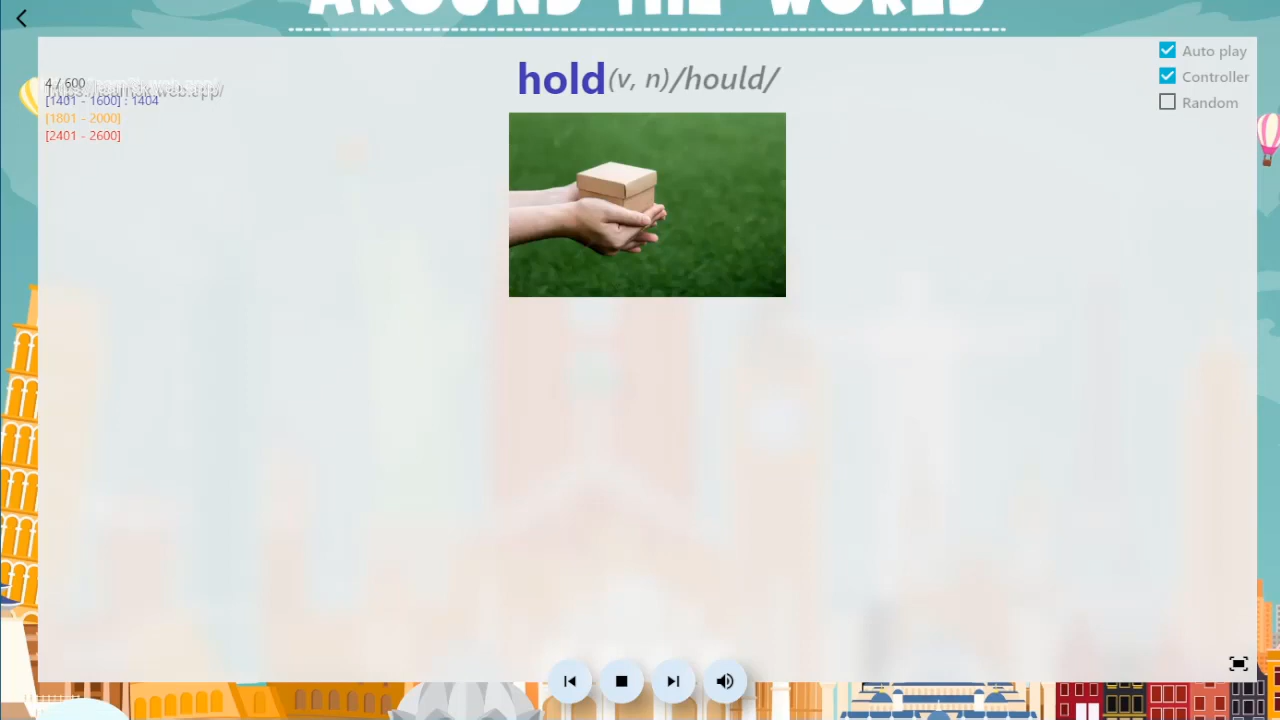 AROUND THE WORLD
4 / 600
[1401 - 1600] : 1404
[1801 - 2000]
[2401 - 2600]
hold(v, n)/hould/
Auto play
Controller
Random